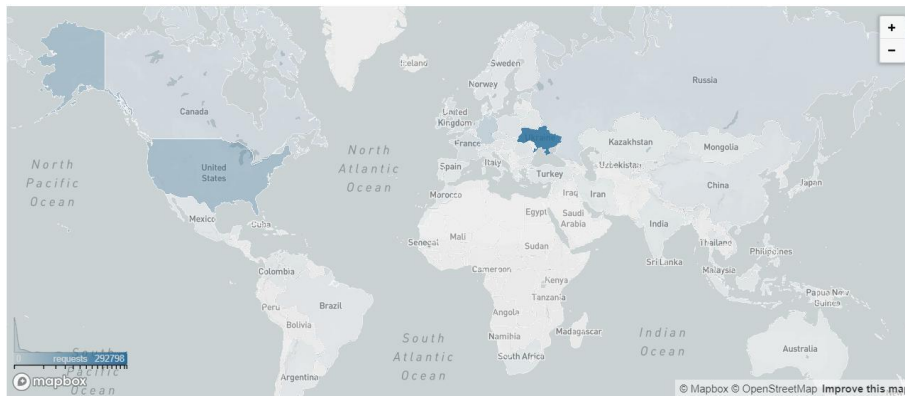 +
−
Iceland
Sweden
Norway
Russia
Canada
United
Kingdom
France
Kazakhstan
Mongolia
North
Pacific
Ocean
United
States
North
Atlantic
Ocean
Spain
Italy
Turkey
Uzbekistan
China
Japan
Morocco
Iraq
Iran
Mexico
Cuba
Egypt
Saudi
Arabia
India
Senegal
Mali
Sudan
Thailand
Philippines
Sri Lanka
Malaysia
Colombia
Cameroon
Kenya
Tanzania
Papua New
Guinea
Peru
Brazil
Angola
Bolivia
Namibia
Madagascar
South
Atlantic
Ocean
Indian
Ocean
Australia
South Africa
Argentina
0 requests 292798
South
Pacific
Ocean
mapbox
© Mapbox © OpenStreetMap Improve this map